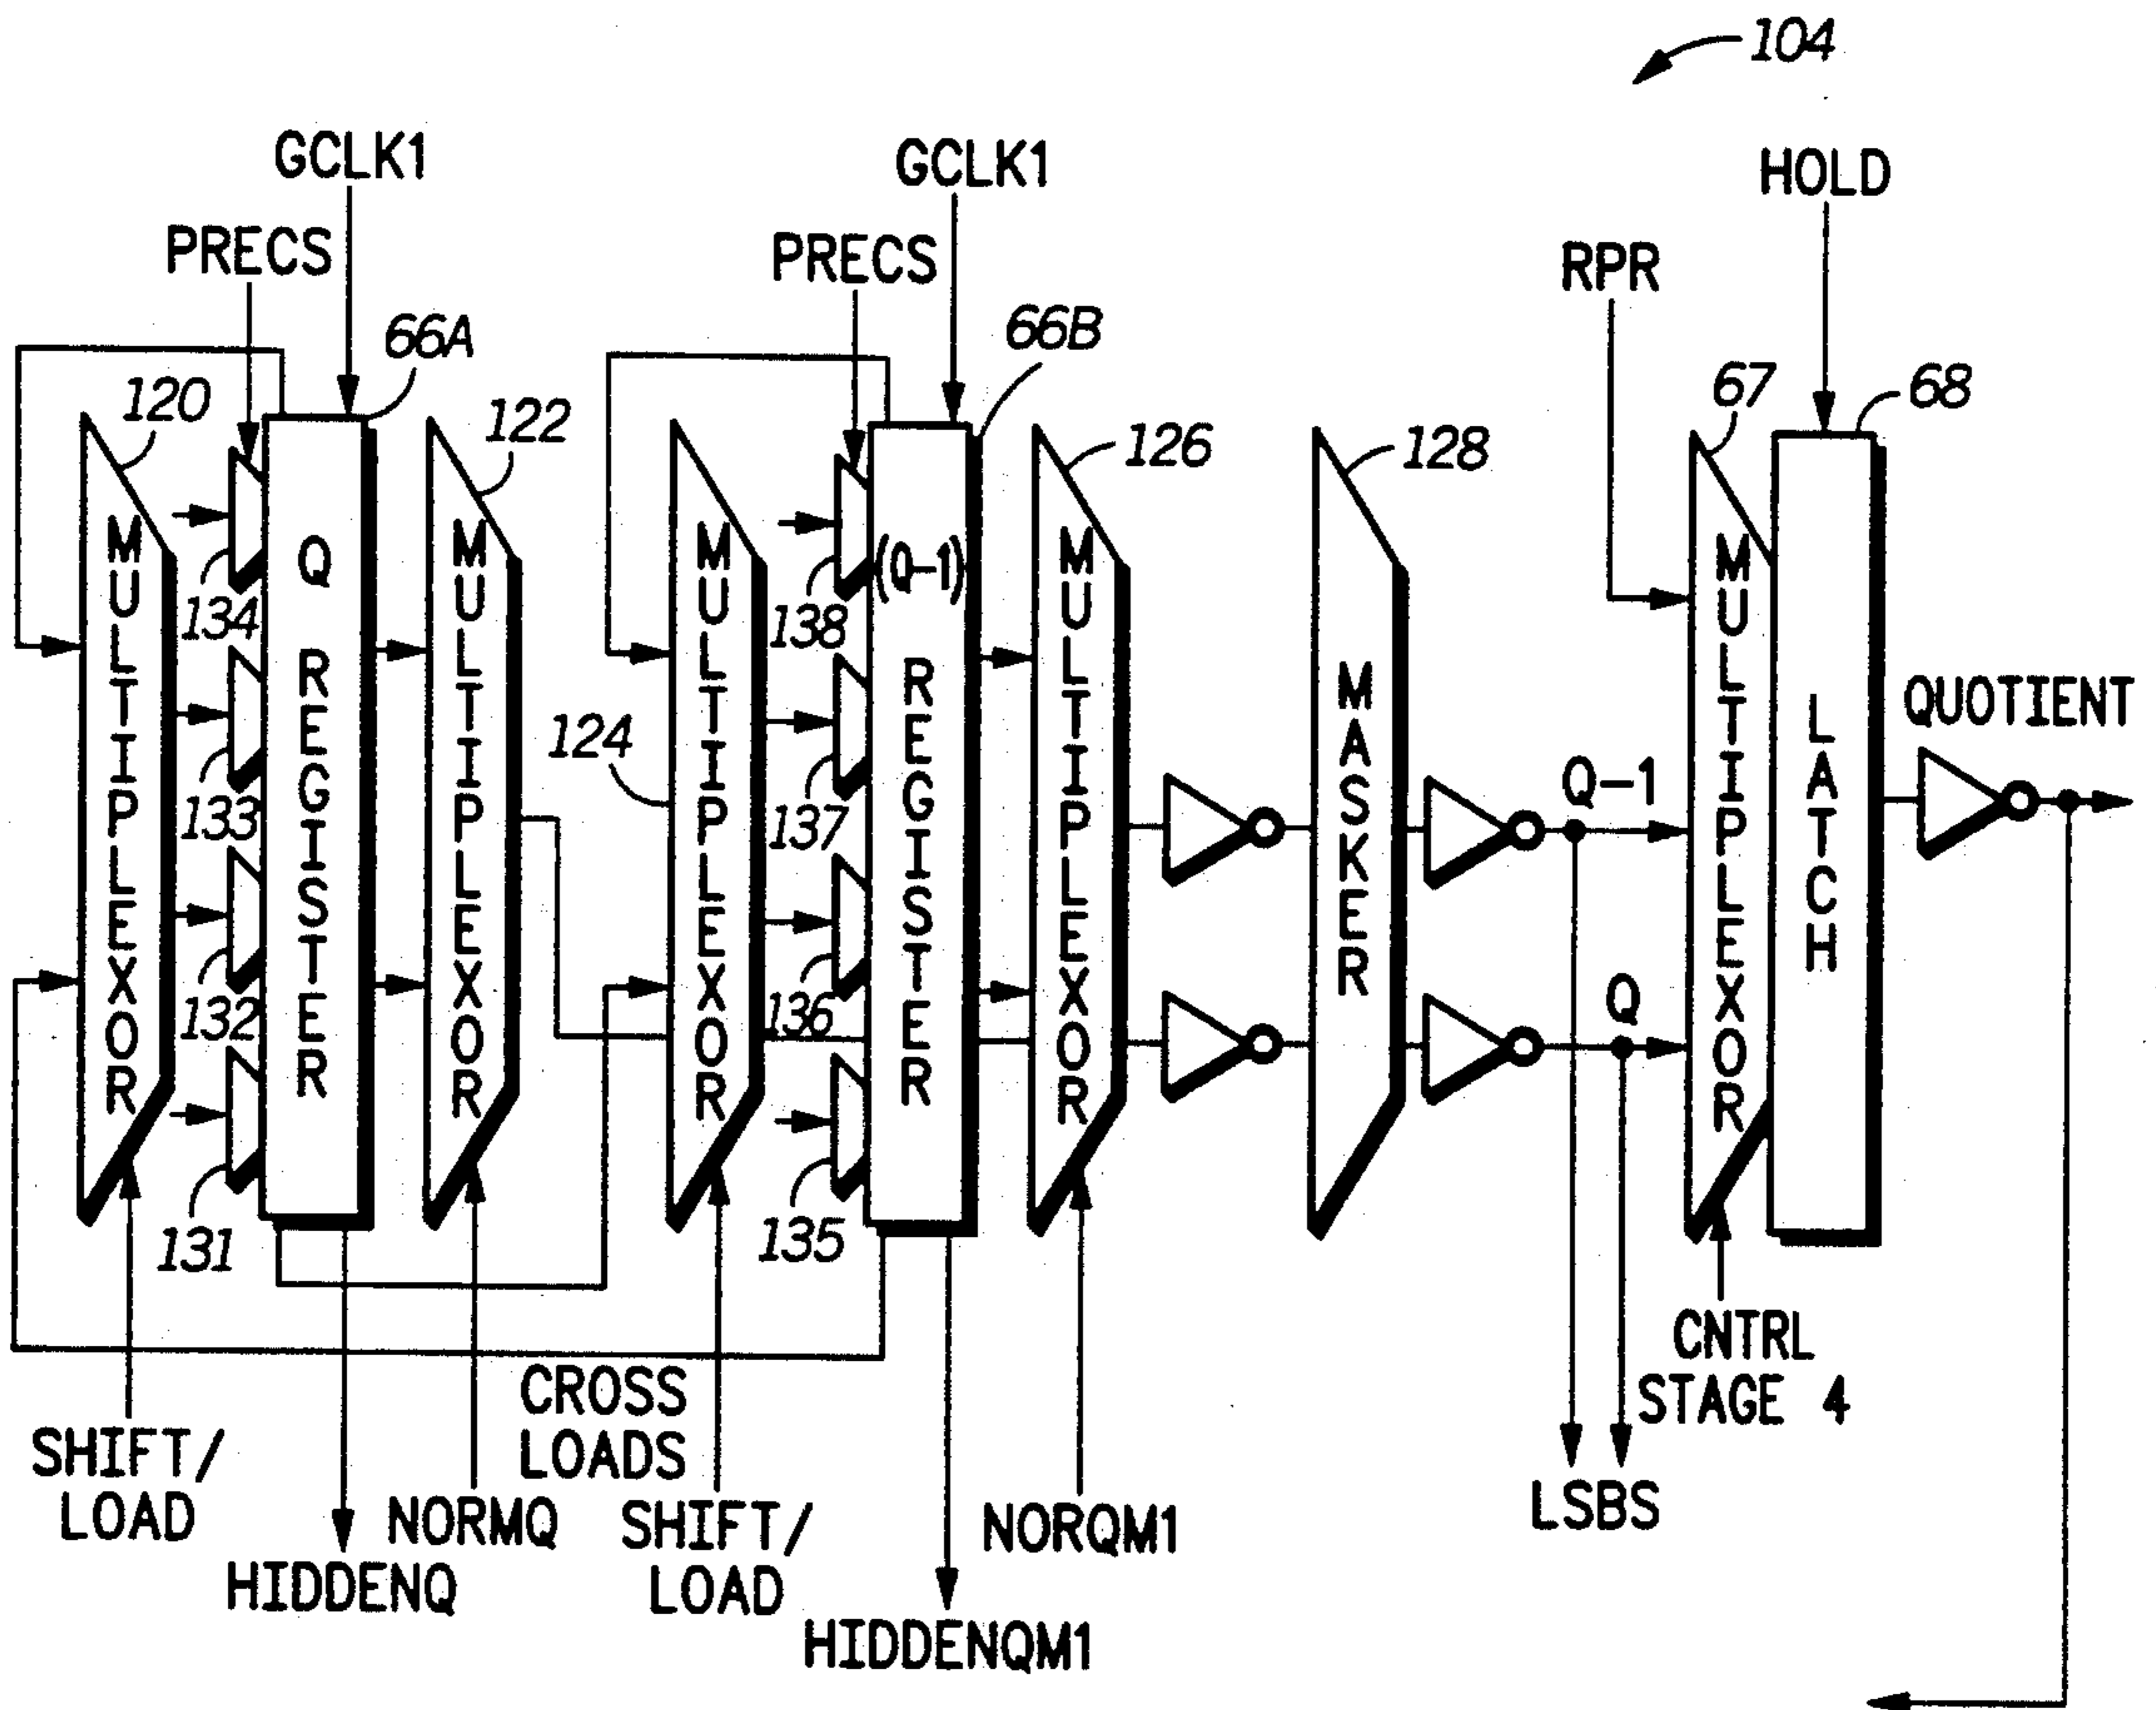 104
GCLK1
GCLK1
HOLD
PRECS
PRECS
RPR
66A
66B
120
122
126
128
67
68
MULTIPLEXOR
134
133
132
131
Q REGISTER
MULTIPLEXOR
124
MULTIPLEXOR
138
137
136
135
(Q-1) REGISTER
MULTIPLEXOR
MASKER
Q-1
Q
MULTIPLEXOR
LATCH
QUOTIENT
CNTRL
STAGE 4
CROSS
LOADS
SHIFT/
LOAD
HIDDENQ
NORMQ
SHIFT/
LOAD
HIDDENQM1
NORQM1
LSBS